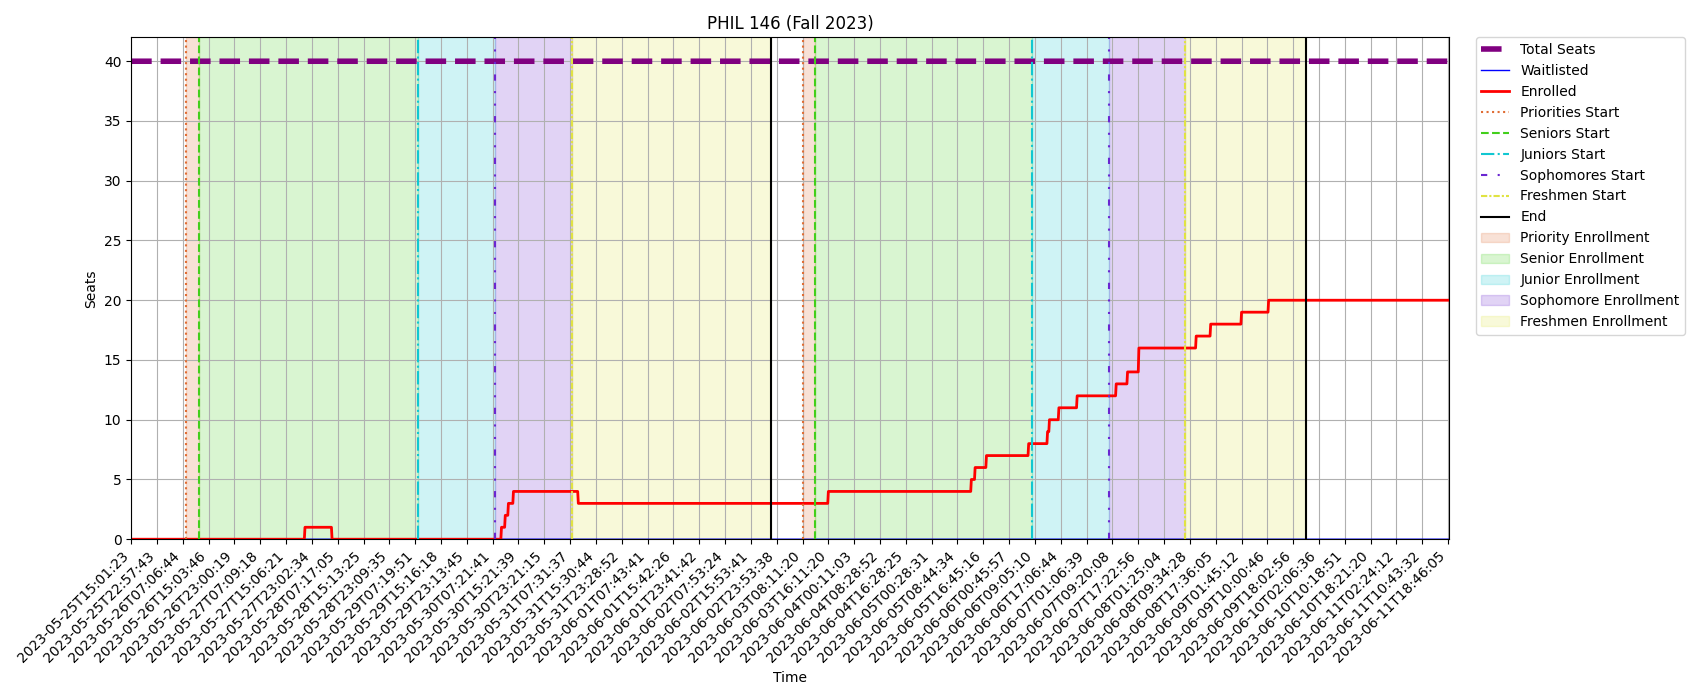 PHIL 146 (Fall 2023)
Seats
40
35
30
25
20
15
10
5
0
2023-05-25T15:01:23
2023-05-25T22:57:43
2023-05-26T07:06:44
2023-05-26T15:03:46
2023-05-26T23:00:19
2023-05-27T07:09:18
2023-05-27T15:06:21
2023-05-27T23:02:34
2023-05-28T07:17:05
2023-05-28T15:13:25
2023-05-28T23:09:35
2023-05-29T07:19:51
2023-05-29T15:16:18
2023-05-29T23:13:45
2023-05-30T07:21:41
2023-05-30T15:21:39
2023-05-30T23:21:15
2023-05-31T07:31:37
2023-05-31T15:30:44
2023-05-31T23:28:52
2023-06-01T07:43:41
2023-06-01T15:42:26
2023-06-01T23:41:42
2023-06-02T07:53:24
2023-06-02T15:53:41
2023-06-02T23:53:38
2023-06-03T08:11:20
2023-06-03T16:11:20
2023-06-04T00:11:03
2023-06-04T08:28:52
2023-06-04T16:28:25
2023-06-05T00:28:31
2023-06-05T08:44:34
2023-06-05T16:45:16
2023-06-06T00:45:57
2023-06-06T09:05:16
2023-06-06T17:06:44
2023-06-07T01:06:39
2023-06-07T09:20:08
2023-06-07T17:22:56
2023-06-08T01:25:04
2023-06-08T09:34:28
2023-06-08T17:36:05
2023-06-09T01:45:12
2023-06-09T10:00:46
2023-06-09T18:02:56
2023-06-10T02:06:36
2023-06-10T10:18:51
2023-06-10T18:21:20
2023-06-11T02:24:12
2023-06-11T10:43:32
2023-06-11T18:46:05
Time
Total Seats
Waitlisted
Enrolled
Priorities Start
Seniors Start
Juniors Start
Sophomores Start
Freshmen Start
End
Priority Enrollment
Senior Enrollment
Junior Enrollment
Sophomore Enrollment
Freshmen Enrollment